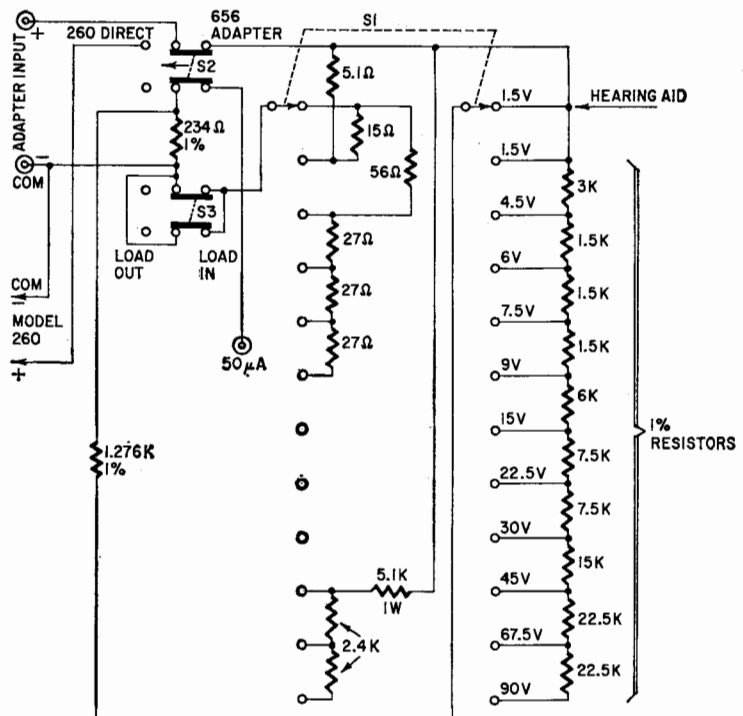 ADAPTER INPUT
+
−
COM
260 DIRECT
656
ADAPTER
S2
234Ω
1%
S3
LOAD
OUT
LOAD
IN
COM
−
MODEL
260
+
50μA
1.276K
1%
S1
5.1Ω
15Ω
56Ω
27Ω
27Ω
27Ω
5.1K
1W
2.4K
1.5V
HEARING AID
1.5V
3K
4.5V
1.5K
6V
1.5K
7.5V
1.5K
9V
6K
15V
7.5K
22.5V
7.5K
30V
15K
45V
22.5K
67.5V
22.5K
90V
1%
RESISTORS